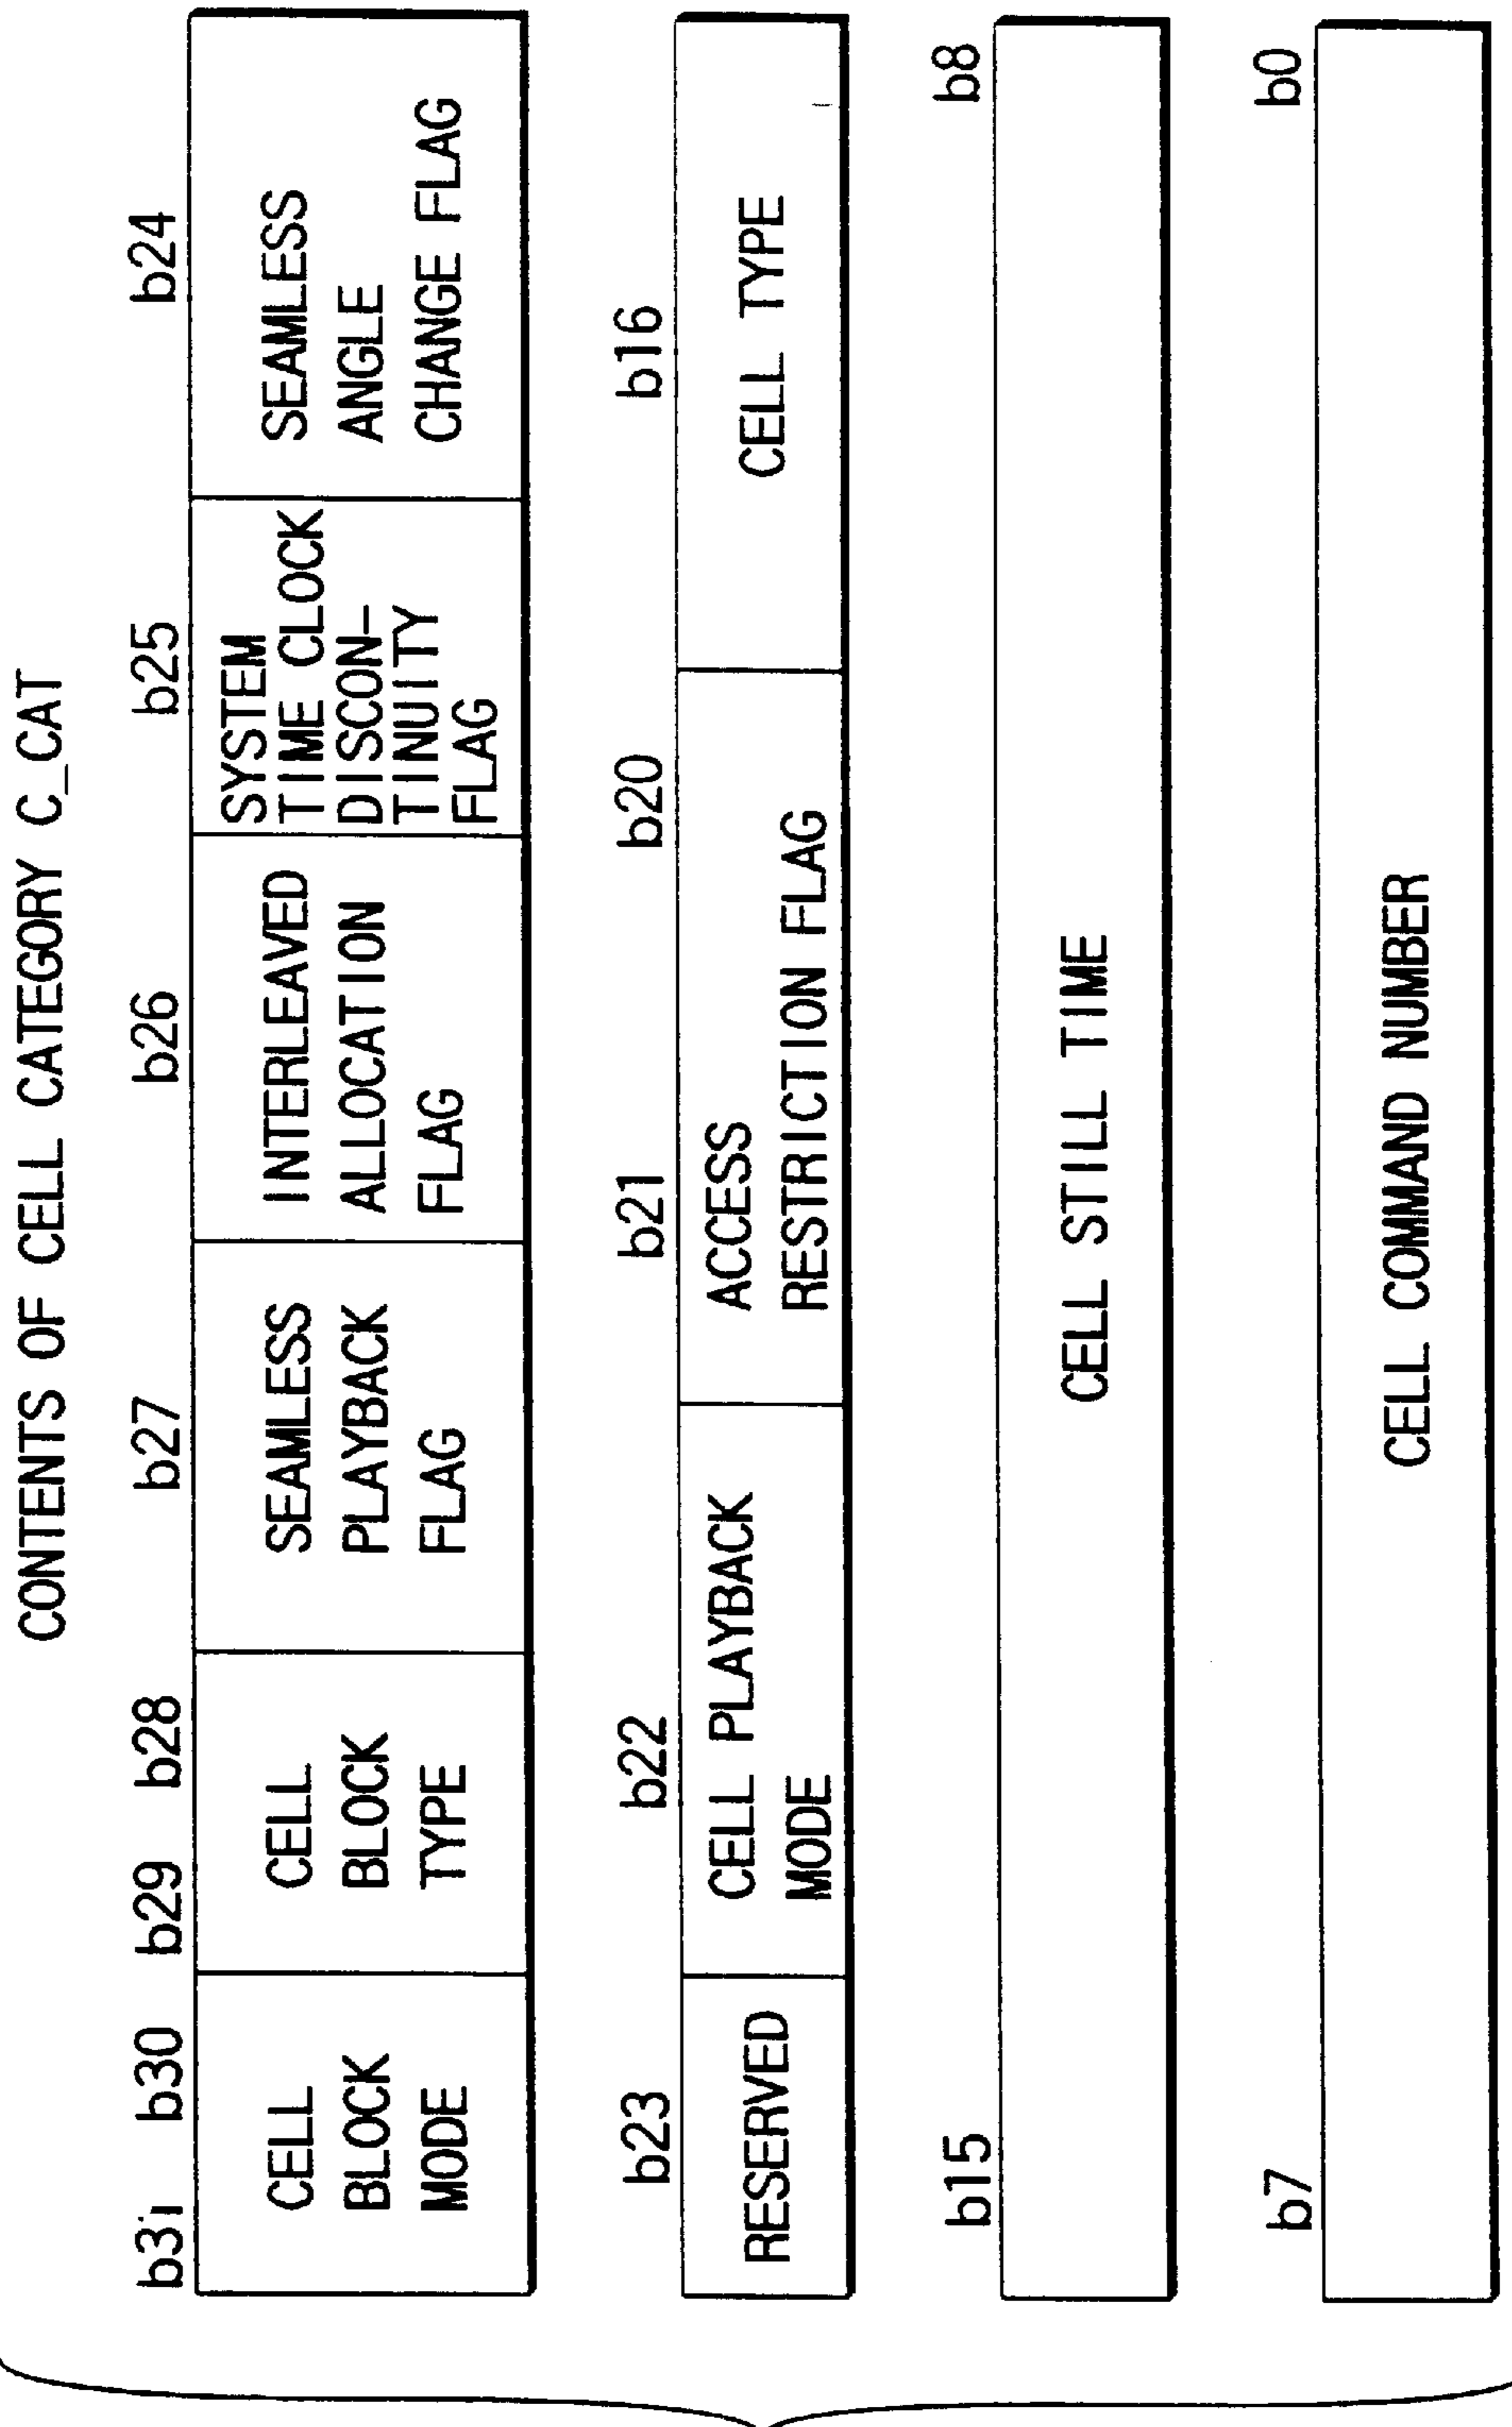 CONTENTS OF CELL CATEGORY C_CAT
b31 b30 b29 b28 b27 b26 b25 b24
CELL
BLOCK
MODE
CELL
BLOCK
TYPE
SEAMLESS
PLAYBACK
FLAG
INTERLEAVED
ALLOCATION
FLAG
SYSTEM
TIME CLOCK
DISCON-
TINUITY
FLAG
SEAMLESS
ANGLE
CHANGE FLAG
b23 b22 b21 b20 b16
RESERVED
CELL PLAYBACK
MODE
ACCESS
RESTRICTION FLAG
CELL TYPE
b15 b8
CELL STILL TIME
b7 b0
CELL COMMAND NUMBER